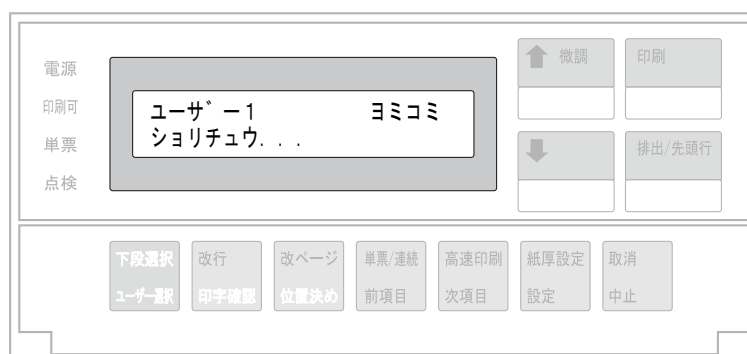 電源
印刷可
単票
点検
ユーザー1 ヨミコミ
ショリチュウ...
微調
印刷
排出/先頭行
下段選択
ユーザー選択
改行
印字確認
改ページ
位置決め
単票/連続
前項目
高速印刷
次項目
紙厚設定
設定
取消
中止